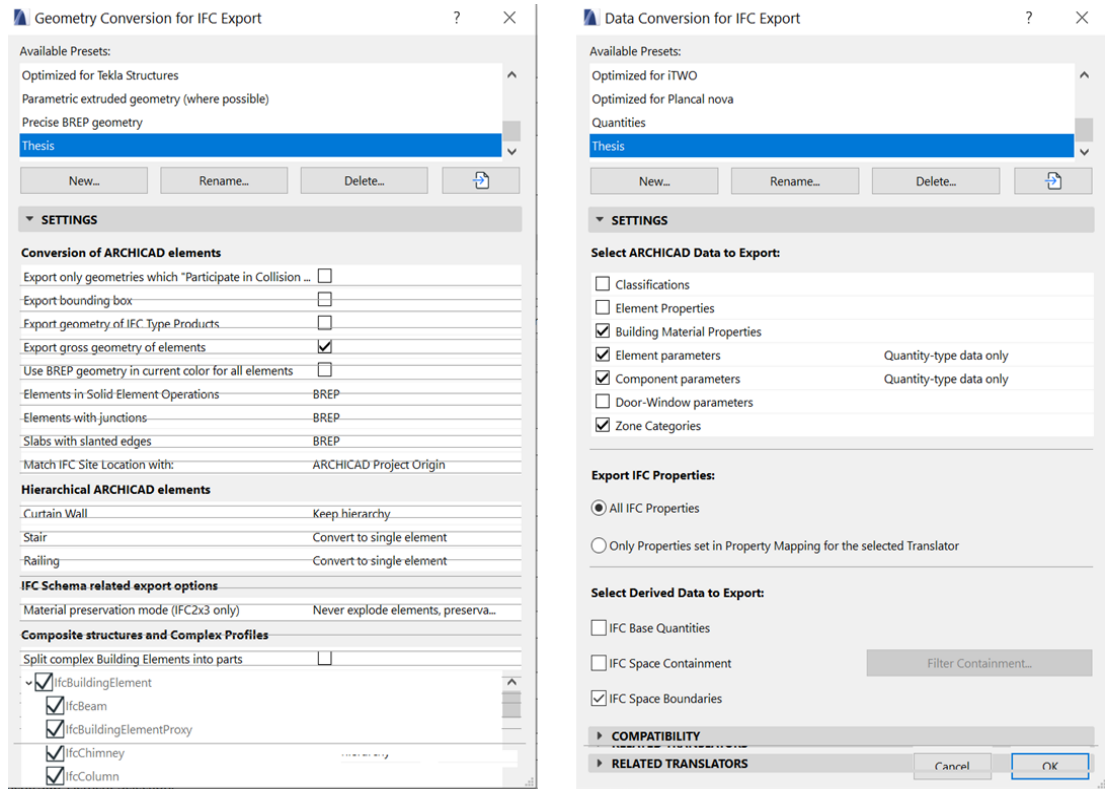 Geometry Conversion for IFC Export ?
Available Presets:
Optimized for Tekla Structures
Parametric extruded geometry (where possible)
Precise BREP geometry
Thesis
New... Rename... Delete...
SETTINGS
Conversion of ARCHICAD elements
Export only geometries which "Participate in Collision ...
Export bounding box
Export geometry of IFC Type Products
Export gross geometry of elements
Use BREP geometry in current color for all elements
Elements in Solid Element Operations BREP
Elements with junctions BREP
Slabs with slanted edges BREP
Match IFC Site Location with: ARCHICAD Project Origin
Hierarchical ARCHICAD elements
Curtain Wall Keep hierarchy
Stair Convert to single element
Railing Convert to single element
IFC Schema related export options
Material preservation mode (IFC2x3 only) Never explode elements, preserva...
Composite structures and Complex Profiles
Split complex Building Elements into parts
IfcBuildingElement
IfcBeam
IfcBuildingElementProxy
IfcChimney hierarchy
IfcColumn
Data Conversion for IFC Export ?
Available Presets:
Optimized for iTWO
Optimized for Plancal nova
Quantities
Thesis
New... Rename... Delete...
SETTINGS
Select ARCHICAD Data to Export:
Classifications
Element Properties
Building Material Properties
Element parameters Quantity-type data only
Component parameters Quantity-type data only
Door-Window parameters
Zone Categories
Export IFC Properties:
All IFC Properties
Only Properties set in Property Mapping for the selected Translator
Select Derived Data to Export:
IFC Base Quantities
IFC Space Containment Filter Containment...
IFC Space Boundaries
COMPATIBILITY
RELATED TRANSLATORS
RELATED TRANSLATORS
Cancel OK